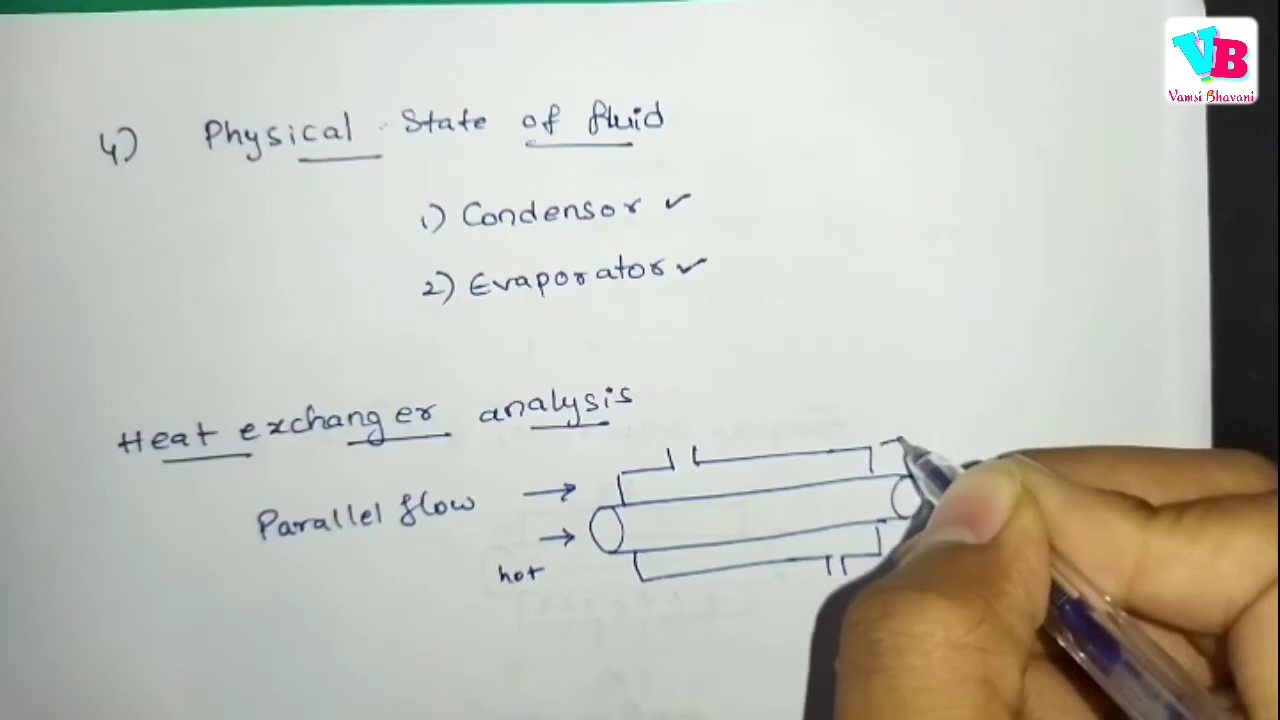 VB
Vamsi Bhavani
4) Physical State of fluid
1) Condensor ✓
2) Evaporator ✓
Heat exchanger analysis
Parallel flow
hot